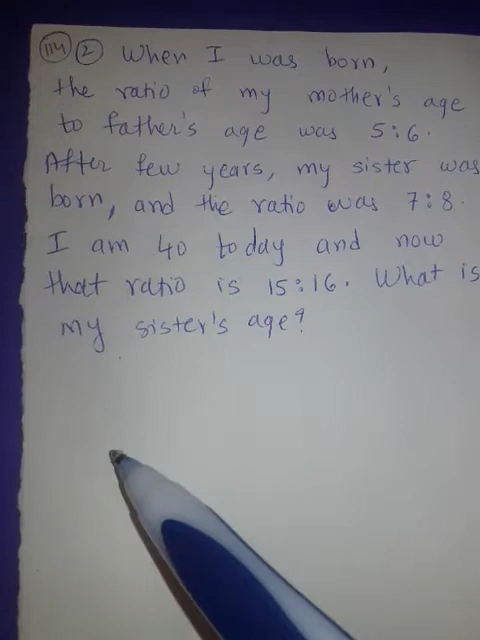 114 2 When I was born,
the ratio of my mother's age
to father's age was 5:6.
After few years, my sister was
born, and the ratio was 7:8.
I am 40 today and now
that ratio is 15:16. What is
my sister's age?